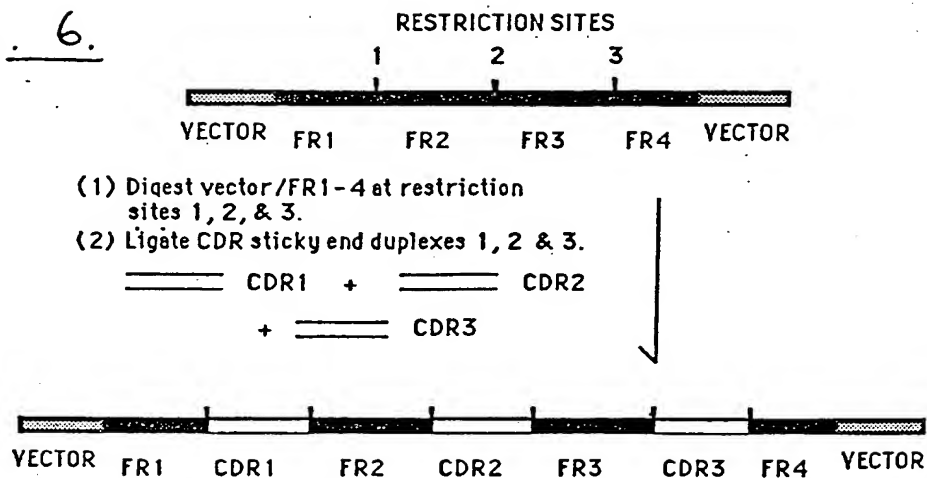 . 6.
RESTRICTION SITES
1 2 3
VECTOR FR1 FR2 FR3 FR4 VECTOR
(1) Digest vector/FR1-4 at restriction
sites 1, 2, & 3.
(2) Ligate CDR sticky end duplexes 1, 2 & 3.
CDR1 + CDR2
+ CDR3
VECTOR FR1 CDR1 FR2 CDR2 FR3 CDR3 FR4 VECTOR